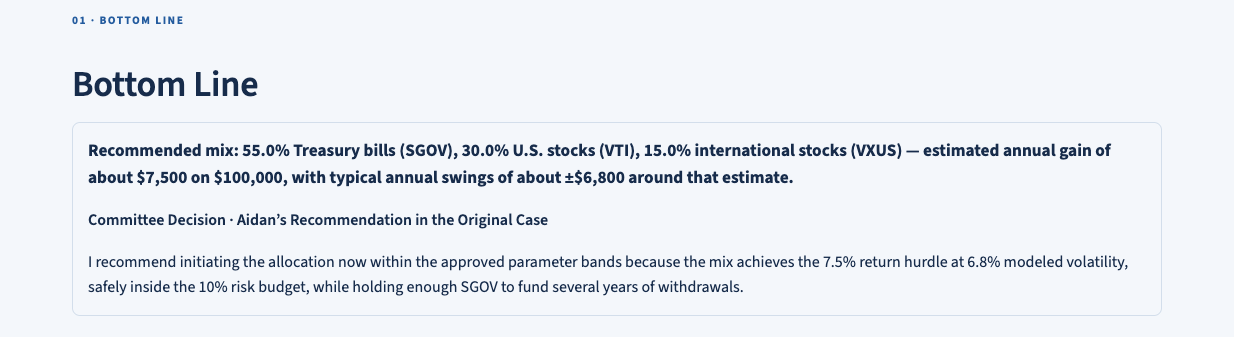 01 · BOTTOM LINE
Bottom Line
Recommended mix: 55.0% Treasury bills (SGOV), 30.0% U.S. stocks (VTI), 15.0% international stocks (VXUS) — estimated annual gain of
about $7,500 on $100,000, with typical annual swings of about ±$6,800 around that estimate.
Committee Decision · Aidan’s Recommendation in the Original Case
I recommend initiating the allocation now within the approved parameter bands because the mix achieves the 7.5% return hurdle at 6.8% modeled volatility,
safely inside the 10% risk budget, while holding enough SGOV to fund several years of withdrawals.